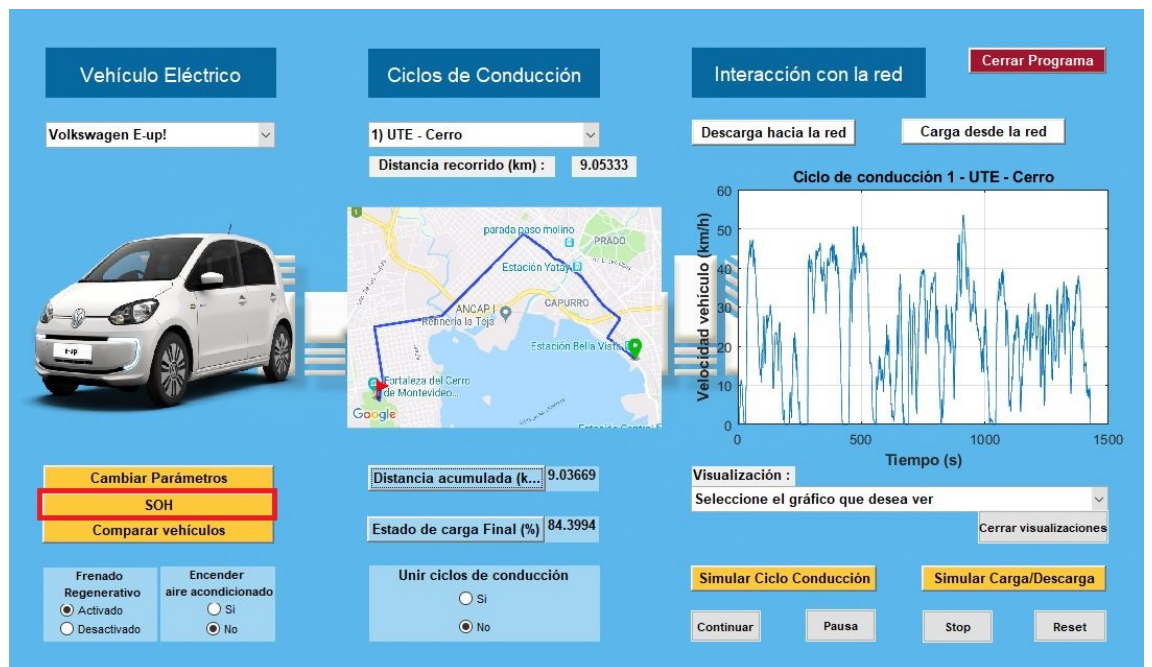 Vehículo Eléctrico
Ciclos de Conducción
Interacción con la red
Cerrar Programa
Volkswagen E-up!
1) UTE - Cerro
Descarga hacia la red
Carga desde la red
Distancia recorrido (km) :
9.05333
Ciclo de conducción 1 - UTE - Cerro
60
50
40
30
20
10
0
Velocidad vehículo (km/h)
0
500
1000
1500
Tiempo (s)
1
parada paso molino
PRADO
Estación Yatay
ANCAP |
Refinería la Teja
CAPURRO
Estación Bella Vista
Fortaleza del Cerro
de Montevideo...
Google
Estación Central
e-up
Cambiar Parámetros
SOH
Comparar vehículos
Distancia acumulada (k...
9.03669
Estado de carga Final (%)
84.3994
Visualización :
Seleccione el gráfico que desea ver
Cerrar visualizaciones
Frenado
Regenerativo
Activado
Desactivado
Encender
aire acondicionado
Si
No
Unir ciclos de conducción
Si
No
Simular Ciclo Conducción
Simular Carga/Descarga
Continuar
Pausa
Stop
Reset